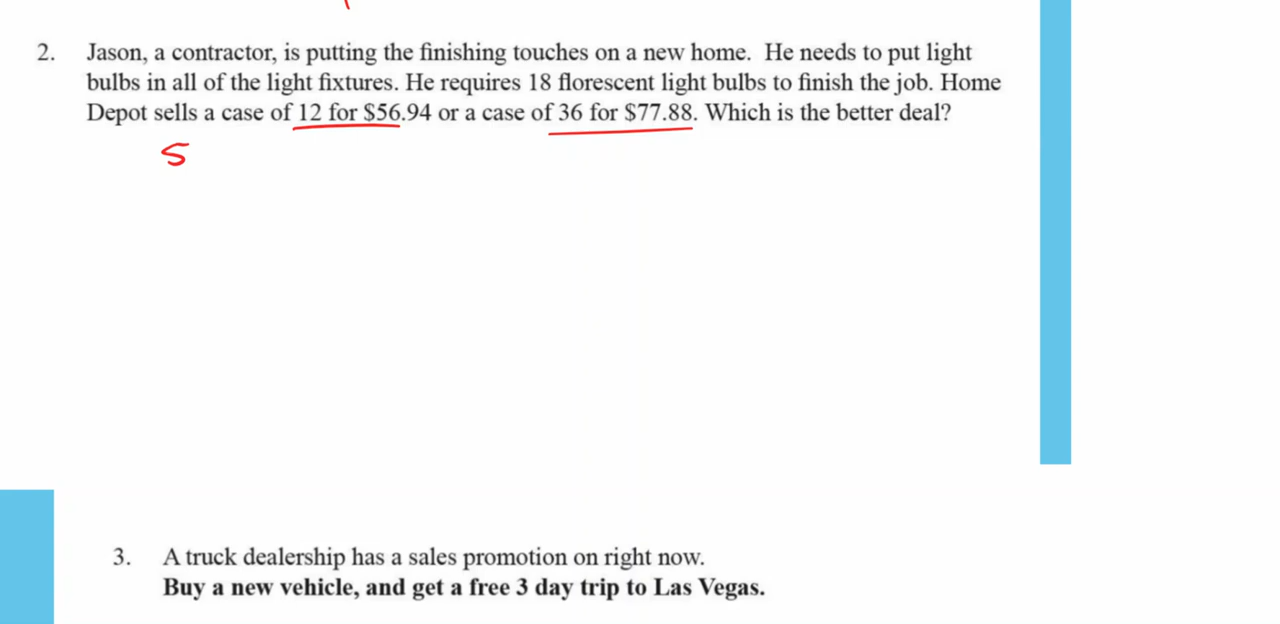 2. Jason, a contractor, is putting the finishing touches on a new home. He needs to put light
bulbs in all of the light fixtures. He requires 18 florescent light bulbs to finish the job. Home
Depot sells a case of 12 for $56.94 or a case of 36 for $77.88. Which is the better deal?
5
3. A truck dealership has a sales promotion on right now.
Buy a new vehicle, and get a free 3 day trip to Las Vegas.